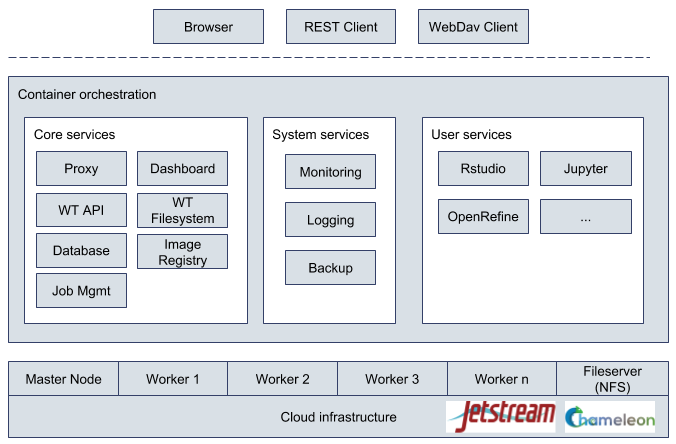 Browser
REST Client
WebDav Client
Container orchestration
Core services
Proxy
Dashboard
WT API
WT
Filesystem
Database
Image
Registry
Job Mgmt
System services
Monitoring
Logging
Backup
User services
Rstudio
Jupyter
OpenRefine
...
Master Node
Worker 1
Worker 2
Worker 3
Worker n
Fileserver
(NFS)
Cloud infrastructure
Jetstream
Chameleon